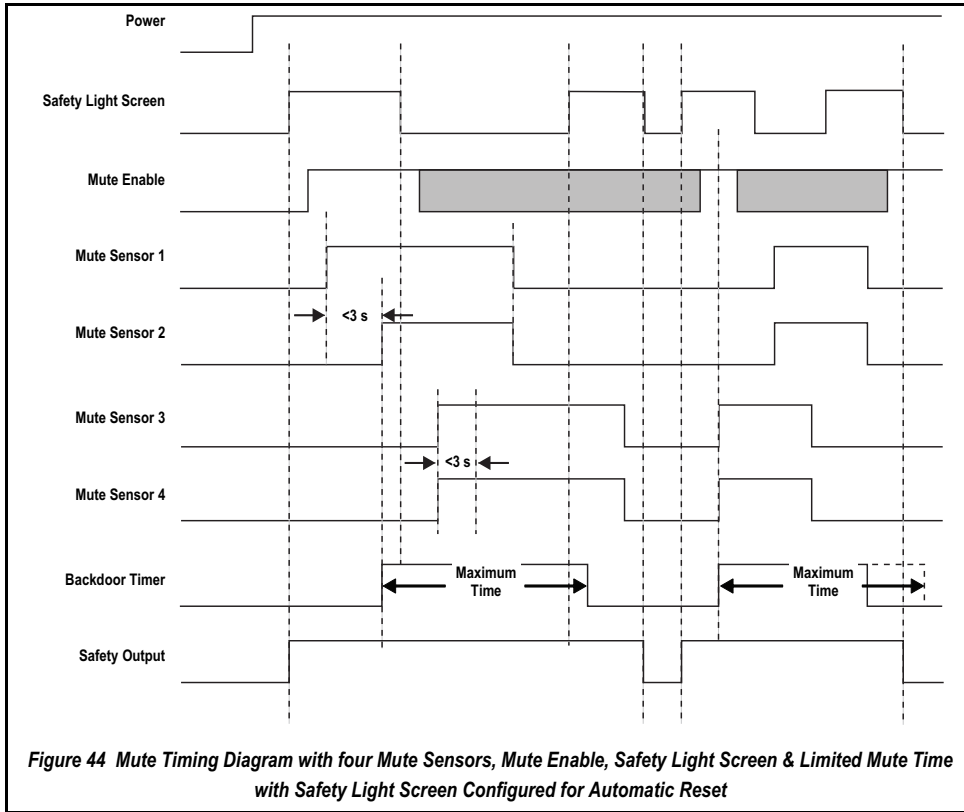 Power
Safety Light Screen
Mute Enable
Mute Sensor 1
<3 s
Mute Sensor 2
Mute Sensor 3
<3 s
Mute Sensor 4
Backdoor Timer
Maximum
Time
Maximum
Time
Safety Output
Figure 44 Mute Timing Diagram with four Mute Sensors, Mute Enable, Safety Light Screen & Limited Mute Time
with Safety Light Screen Configured for Automatic Reset